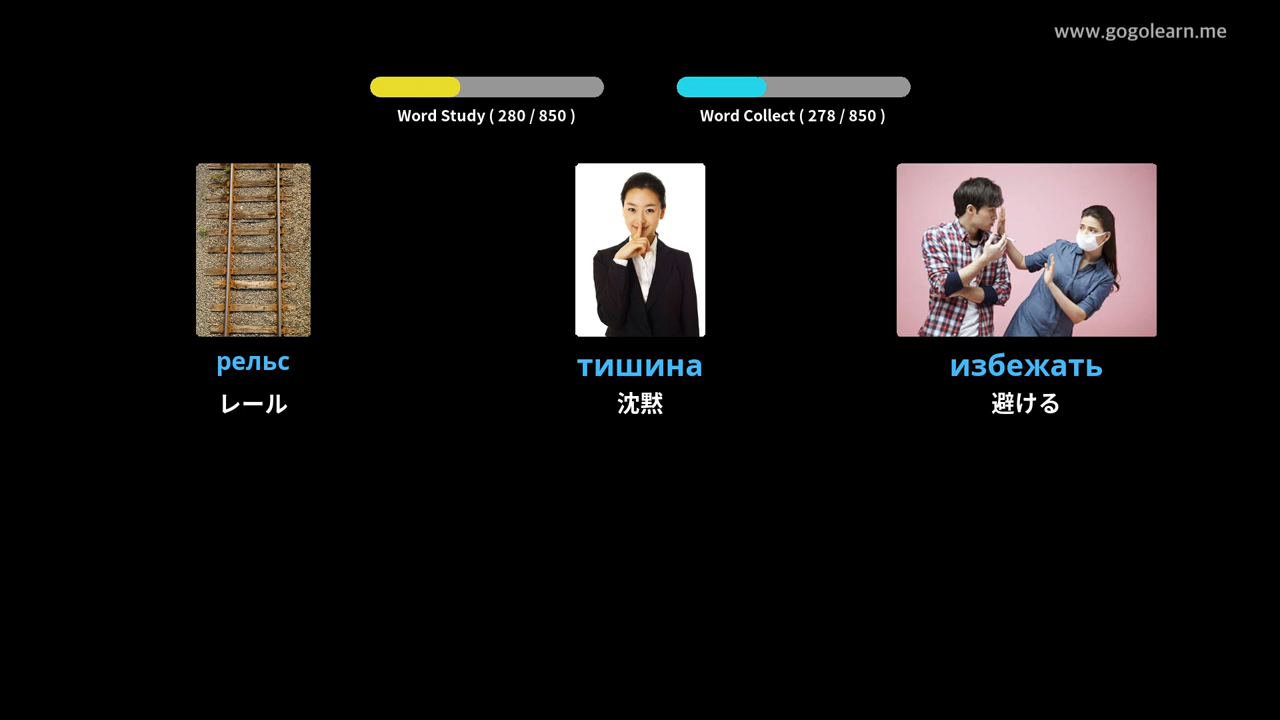 www.gogolearn.me
Word Study ( 280 / 850 )
Word Collect ( 278 / 850 )
рельс
レール
тишина
沈黙
избежать
避ける